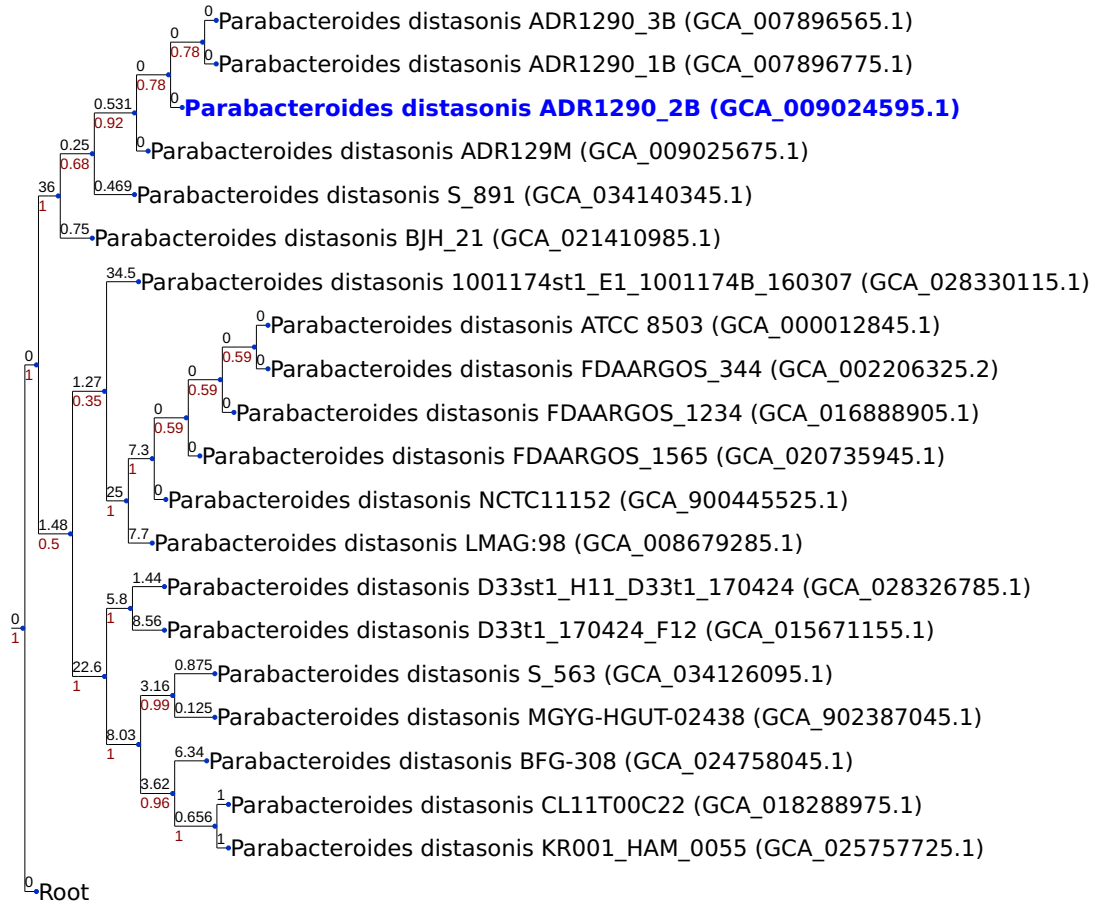 0
Parabacteroides distasonis ADR1290_3B (GCA_007896565.1)
0
0.78
0
Parabacteroides distasonis ADR1290_1B (GCA_007896775.1)
0
0.78
0
Parabacteroides distasonis ADR1290_2B (GCA_009024595.1)
0.531
0.92
0
Parabacteroides distasonis ADR129M (GCA_009025675.1)
0.25
0.68
0.469
Parabacteroides distasonis S_891 (GCA_034140345.1)
36
1
0.75
Parabacteroides distasonis BJH_21 (GCA_021410985.1)
34.5
Parabacteroides distasonis 1001174st1_E1_1001174B_160307 (GCA_028330115.1)
0
Parabacteroides distasonis ATCC 8503 (GCA_000012845.1)
0
0.59
0
Parabacteroides distasonis FDAARGOS_344 (GCA_002206325.2)
0
1
1.27
0.35
0
0.59
0
Parabacteroides distasonis FDAARGOS_1234 (GCA_016888905.1)
0
0.59
0
Parabacteroides distasonis FDAARGOS_1565 (GCA_020735945.1)
7.3
1
0
Parabacteroides distasonis NCTC11152 (GCA_900445525.1)
25
1
7.7
Parabacteroides distasonis LMAG:98 (GCA_008679285.1)
1.48
0.5
1.44
Parabacteroides distasonis D33st1_H11_D33t1_170424 (GCA_028326785.1)
5.8
1
8.56
Parabacteroides distasonis D33t1_170424_F12 (GCA_015671155.1)
0
1
22.6
1
0.875
Parabacteroides distasonis S_563 (GCA_034126095.1)
3.16
0.99
0.125
Parabacteroides distasonis MGYG-HGUT-02438 (GCA_902387045.1)
8.03
1
6.34
Parabacteroides distasonis BFG-308 (GCA_024758045.1)
3.62
0.96
1
Parabacteroides distasonis CL11T00C22 (GCA_018288975.1)
0.656
1
1
Parabacteroides distasonis KR001_HAM_0055 (GCA_025757725.1)
0
Root